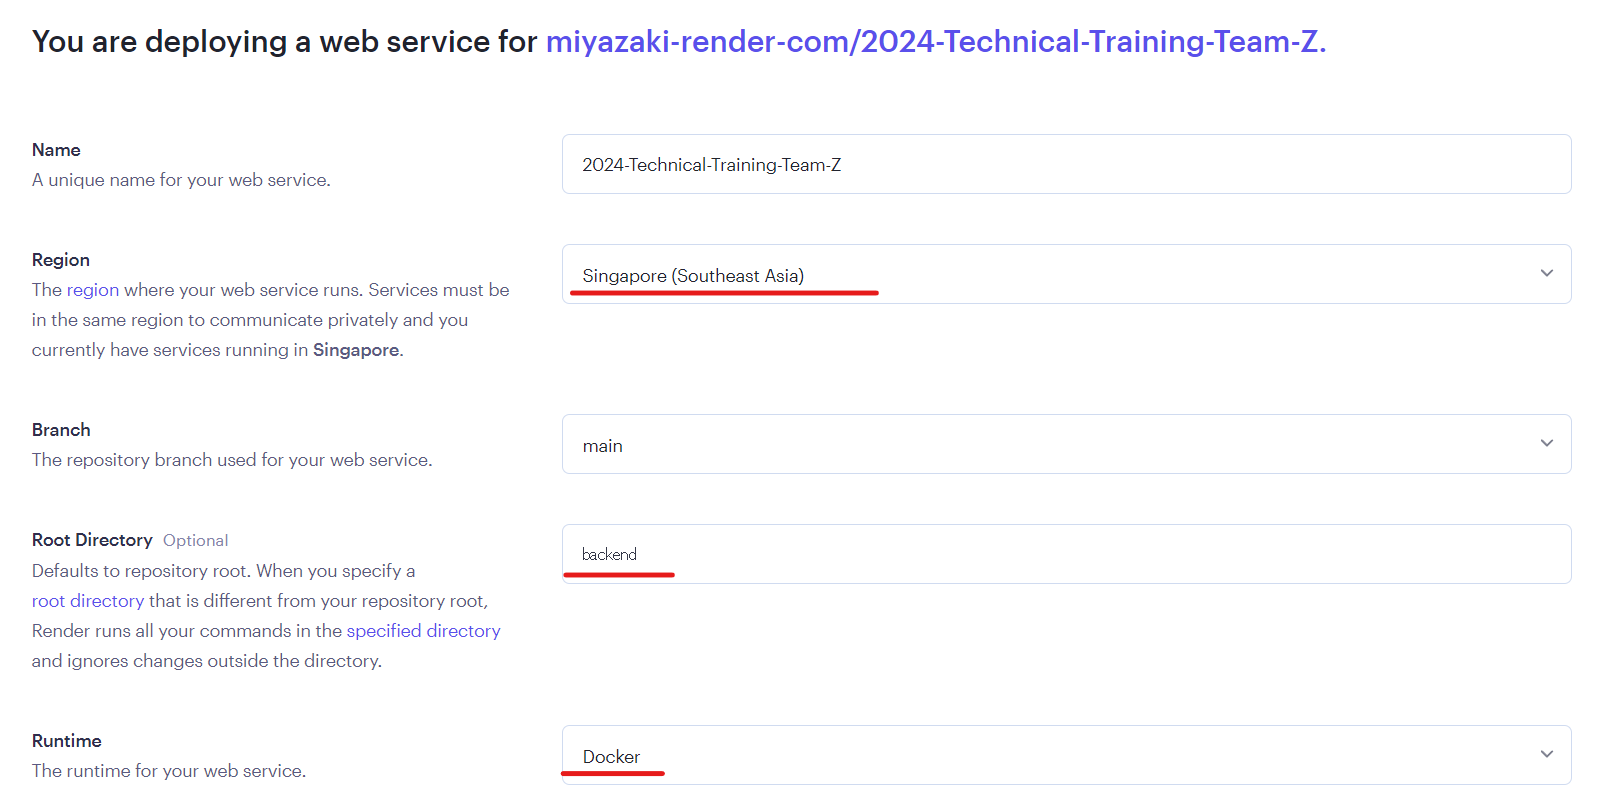 You are deploying a web service for miyazaki-render-com/2024-Technical-Training-Team-Z.
Name
A unique name for your web service.
2024-Technical-Training-Team-Z
Region
The region where your web service runs. Services must be
in the same region to communicate privately and you
currently have services running in Singapore.
Singapore (Southeast Asia)
Branch
The repository branch used for your web service.
main
Root Directory Optional
Defaults to repository root. When you specify a
root directory that is different from your repository root,
Render runs all your commands in the specified directory
and ignores changes outside the directory.
backend
Runtime
The runtime for your web service.
Docker